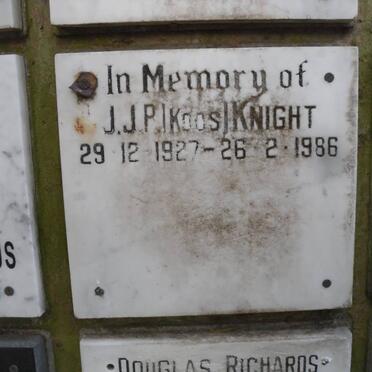 In Memory of
J.J.P.(Koos) KNIGHT
29·12·1927-26·2·1986
DOUGLAS RICHARDS